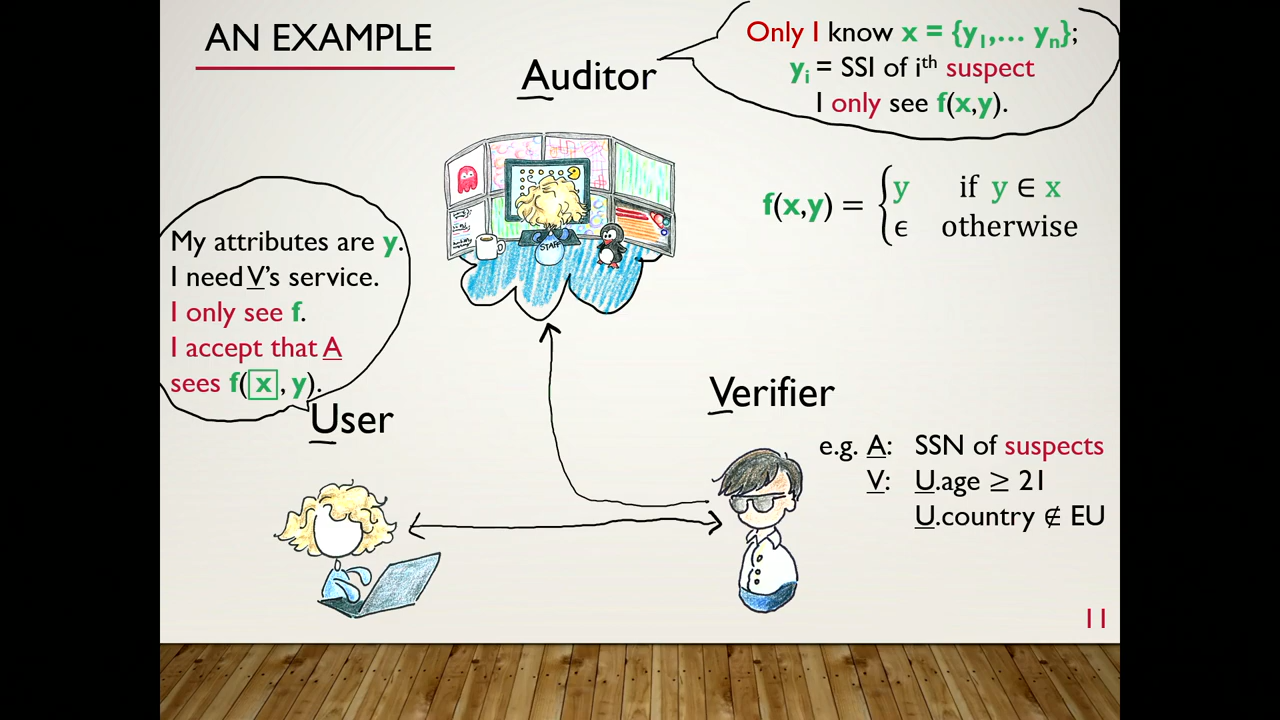 AN EXAMPLE
Auditor
Only I know x = {y₁,... yₙ};
yᵢ = SSI of iᵗʰ suspect
I only see f(x,y).
f(x,y) = { y if y ∈ x
ϵ otherwise
My attributes are y.
I need V's service.
I only see f.
I accept that A
sees f( x , y).
User
STAFF
Verifier
e.g. A: SSN of suspects
V: U.age ≥ 21
U.country ∉ EU
11